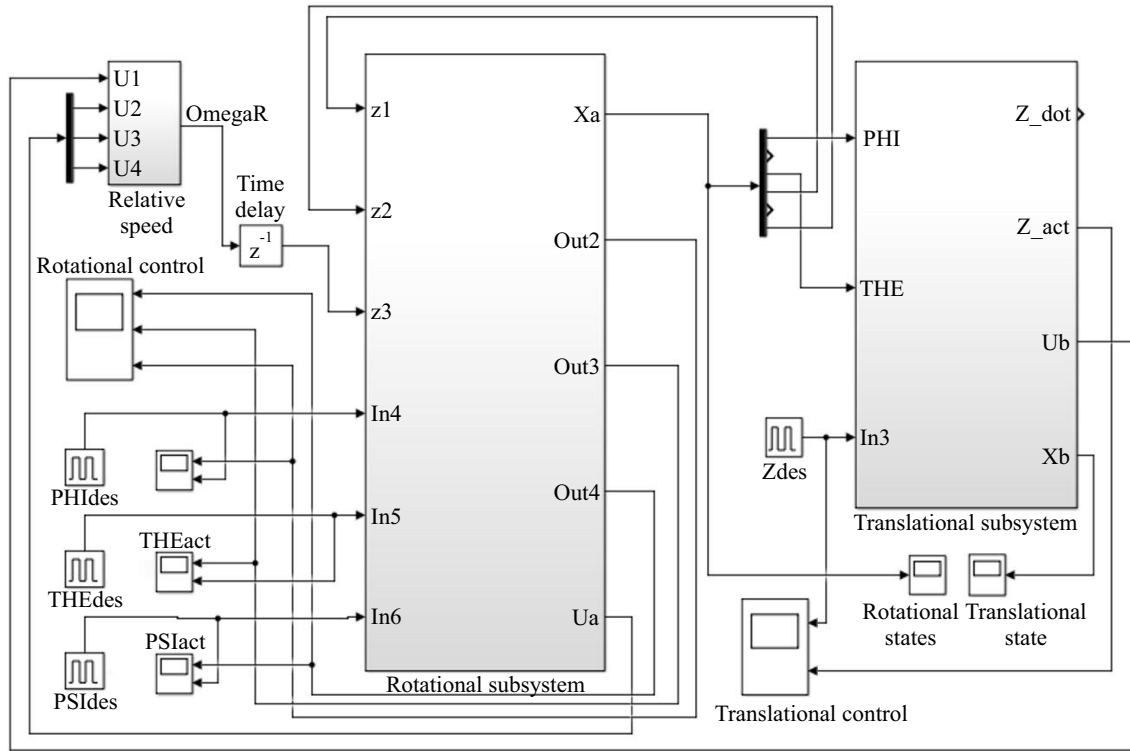 U1
U2
U3
U4
OmegaR
Relative
speed
Time
delay
z⁻¹
Rotational control
z1
z2
z3
In4
In5
In6
Xa
Out2
Out3
Out4
Ua
Rotational subsystem
PHIdes
THEact
THEdes
PSIact
PSIdes
PHI
THE
In3
Z_dot
Z_act
Ub
Xb
Translational subsystem
Zdes
Rotational
states
Translational
state
Translational control